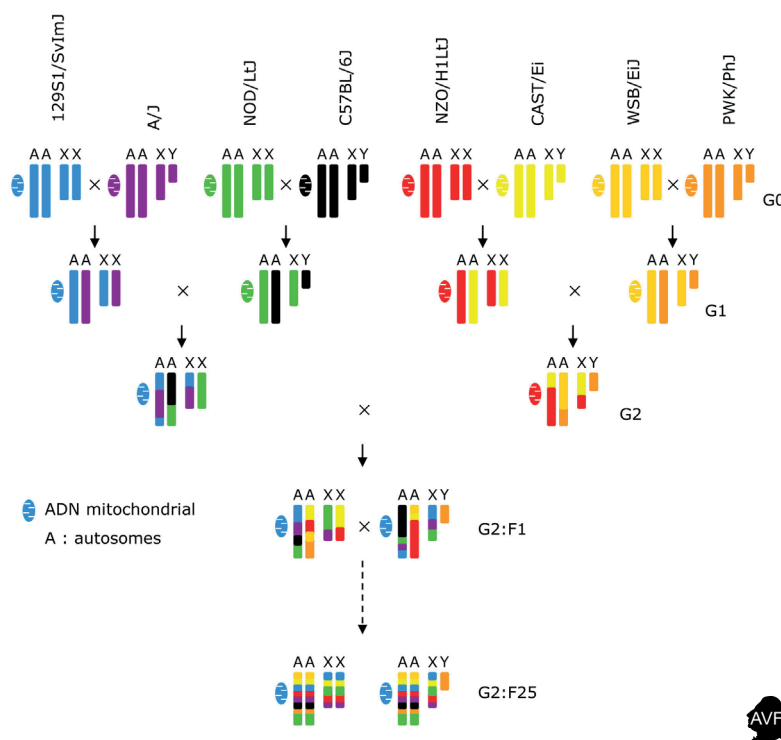 129S1/SvImJ
A/J
NOD/LtJ
C57BL/6J
NZO/H1LtJ
CAST/Ei
WSB/EiJ
PWK/PhJ
AA XX × AA XY AA XX × AA XY AA XX × AA XY AA XX × AA XY
G0
AA XX × AA XY AA XX × AA XY
G1
AA XX × AA XY
G2
ADN mitochondrial
A : autosomes
AA XX × AA XY
G2:F1
AA XX AA XY
G2:F25
AVF